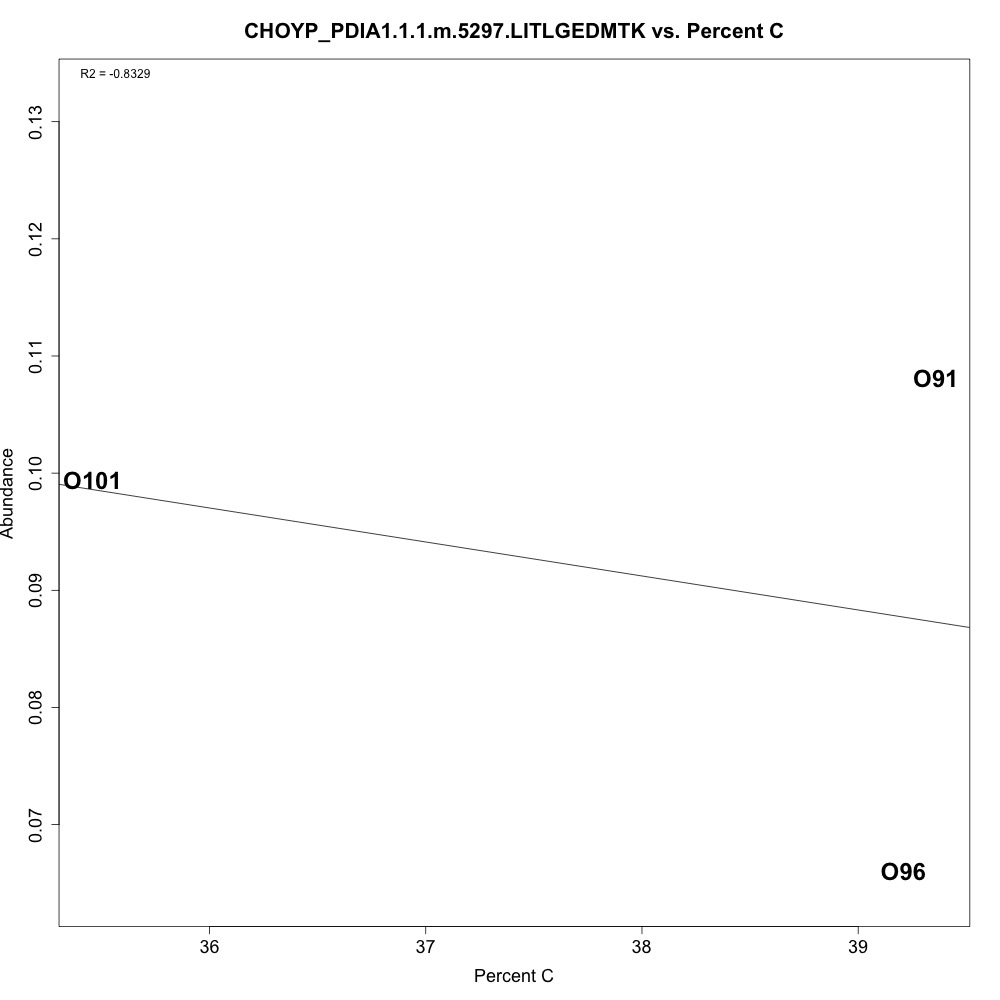 CHOYP_PDIA1.1.1.m.5297.LITLGEDMTK vs. Percent C
R2 = -0.8329
0.13
0.12
0.11
O91
0.10
O101
Abundance
0.09
0.08
0.07
O96
36 37 38 39
Percent C